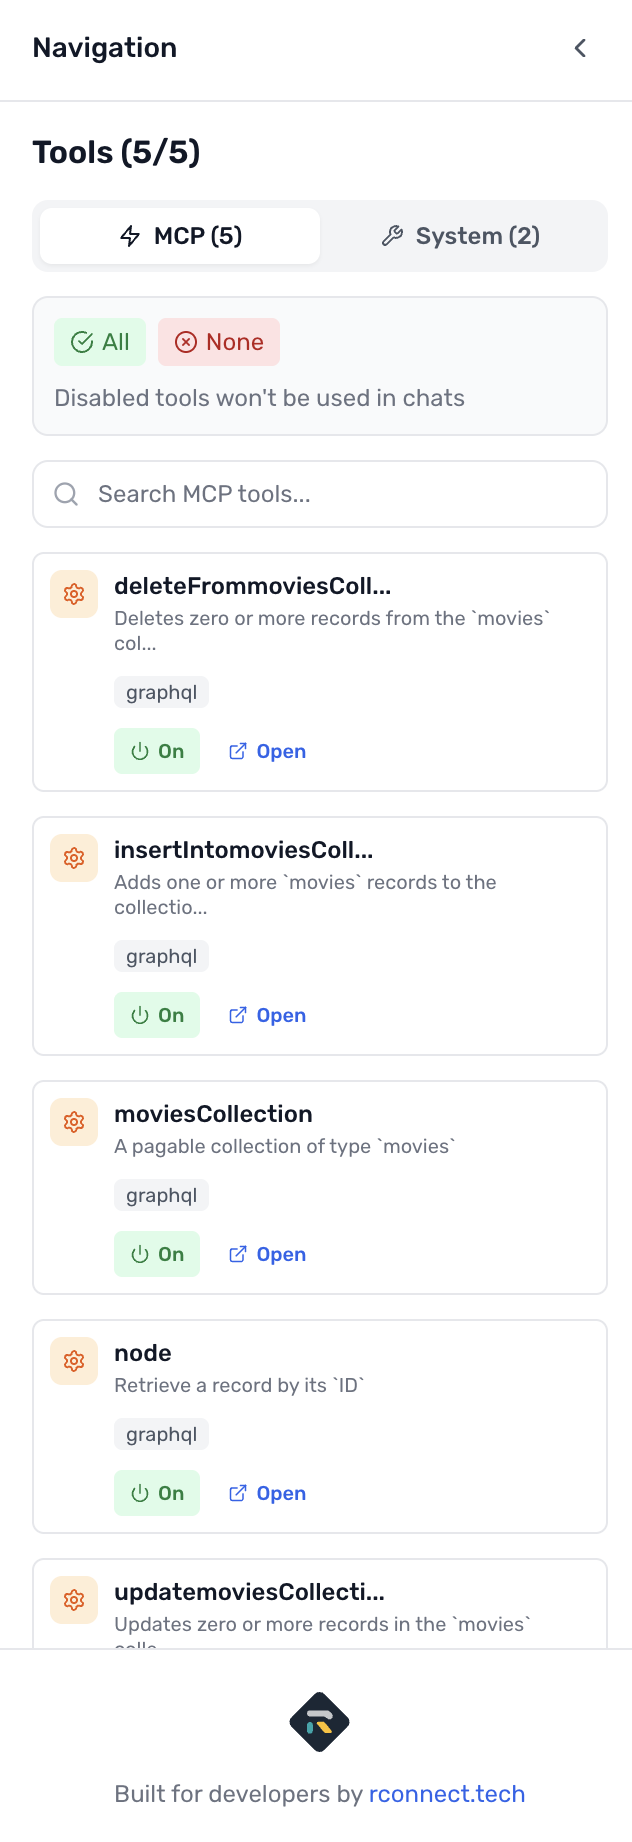 Navigation
Tools (5/5)
MCP (5)
System (2)
All
None
Disabled tools won't be used in chats
Search MCP tools...
deleteFrommoviesColl...
Deletes zero or more records from the `movies`
col...
graphql
On
Open
insertIntomoviesColl...
Adds one or more `movies` records to the
collectio...
graphql
On
Open
moviesCollection
A pagable collection of type `movies`
graphql
On
Open
node
Retrieve a record by its `ID`
graphql
On
Open
updatemoviesCollecti...
Updates zero or more records in the `movies`
Built for developers by rconnect.tech